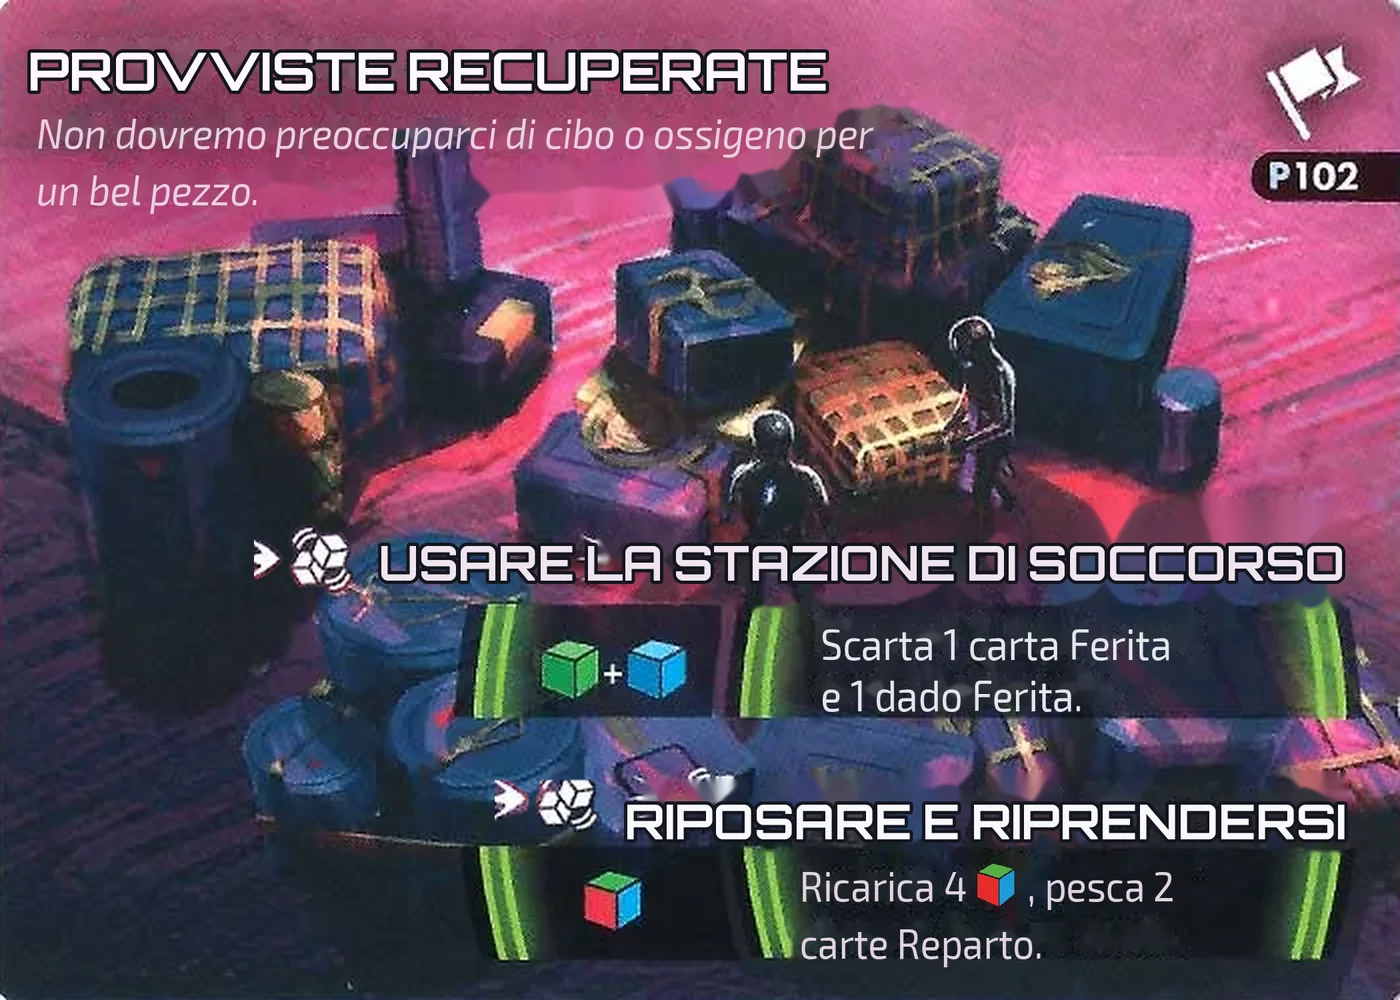 PROVVISTE RECUPERATE
Non dovremo preoccuparci di cibo o ossigeno per
un bel pezzo.
P102
USARE LA STAZIONE DI SOCCORSO
+
Scarta 1 carta Ferita
e 1 dado Ferita.
RIPOSARE E RIPRENDERSI
Ricarica 4 , pesca 2
carte Reparto.